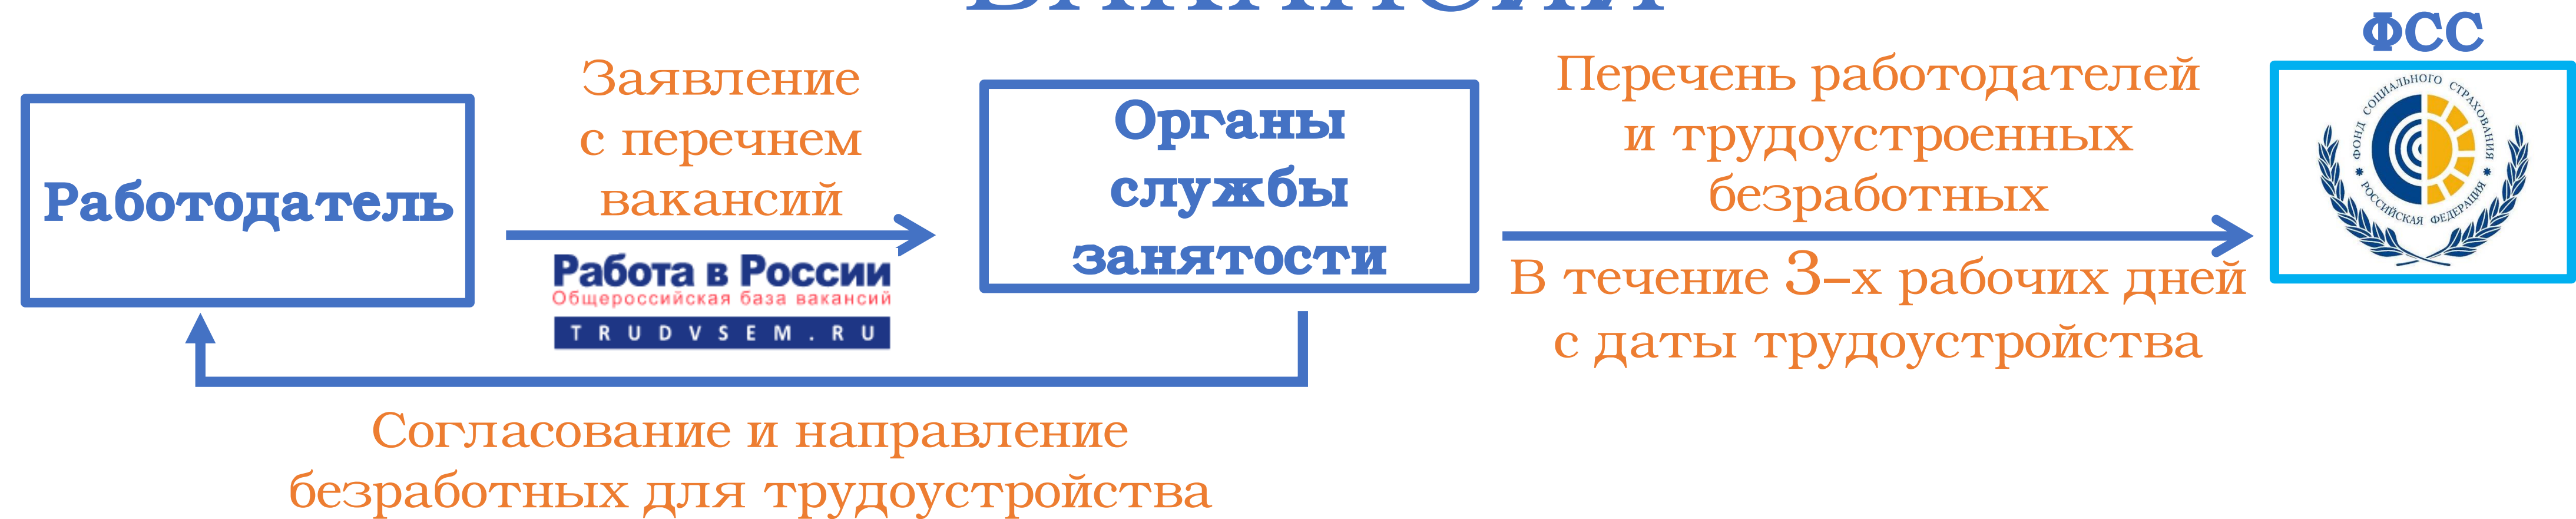 ФСС
Заявление
с перечнем
вакансий
Работодатель
Работа в России
Общероссийская база вакансий
TRUDVSEM.RU
Органы
службы
занятости
Перечень работодателей
и трудоустроенных
безработных
В течение 3-х рабочих дней
с даты трудоустройства
ФОНД СОЦИАЛЬНОГО СТРАХОВАНИЯ
РОССИЙСКАЯ ФЕДЕРАЦИЯ
Согласование и направление
безработных для трудоустройства